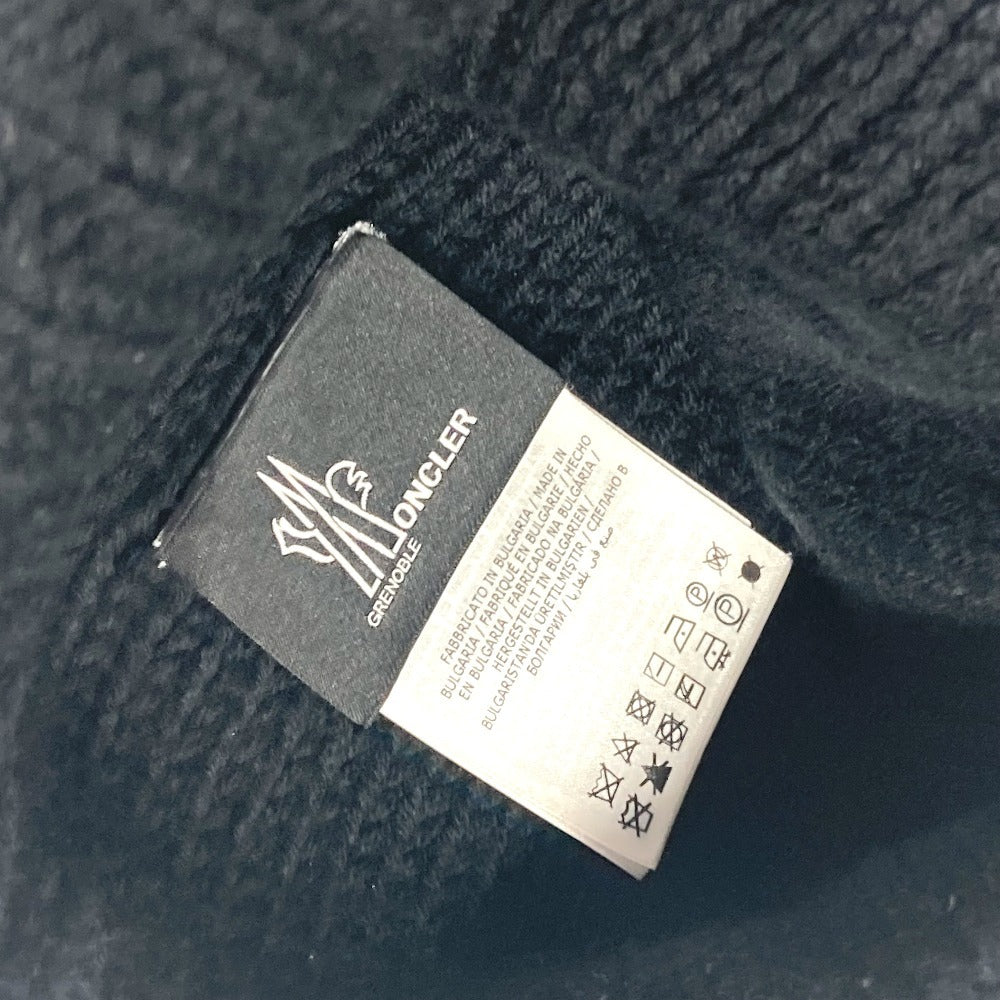 MONCLER
GRENOBLE
FABBRICATO IN BULGARIA / MADE IN
BULGARIA / FABRIQUE EN BULGARIE / HECHO
EN BULGARIA / FABRICADO NA BULGÁRIA /
HERGESTELLT IN BULGARIEN /
BULGARISTAN'DA ÜRETILMIŞTIR / СДЕЛАНО В
БОЛГАРИИ / صنع في بلغاريا
P
P